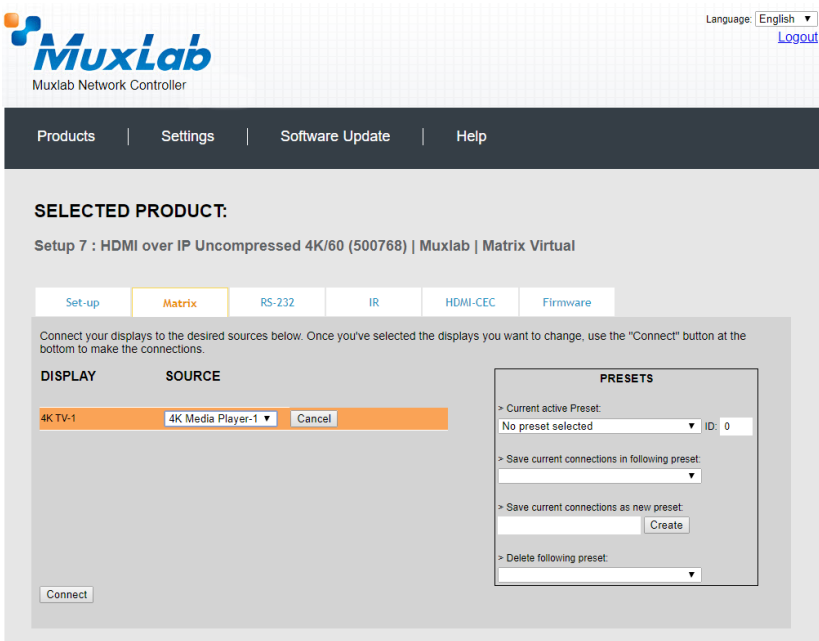 Language: English ▼
Logout
MuxLab
Muxlab Network Controller
Products | Settings | Software Update | Help
SELECTED PRODUCT:
Setup 7 : HDMI over IP Uncompressed 4K/60 (500768) | Muxlab | Matrix Virtual
Set-up Matrix RS-232 IR HDMI-CEC Firmware
Connect your displays to the desired sources below. Once you've selected the displays you want to change, use the "Connect" button at the
bottom to make the connections.
DISPLAY SOURCE
4K TV-1 4K Media Player-1 ▼ Cancel
PRESETS
> Current active Preset:
No preset selected ▼ ID: 0
> Save current connections in following preset:
▼
> Save current connections as new preset:
Create
> Delete following preset:
▼
Connect